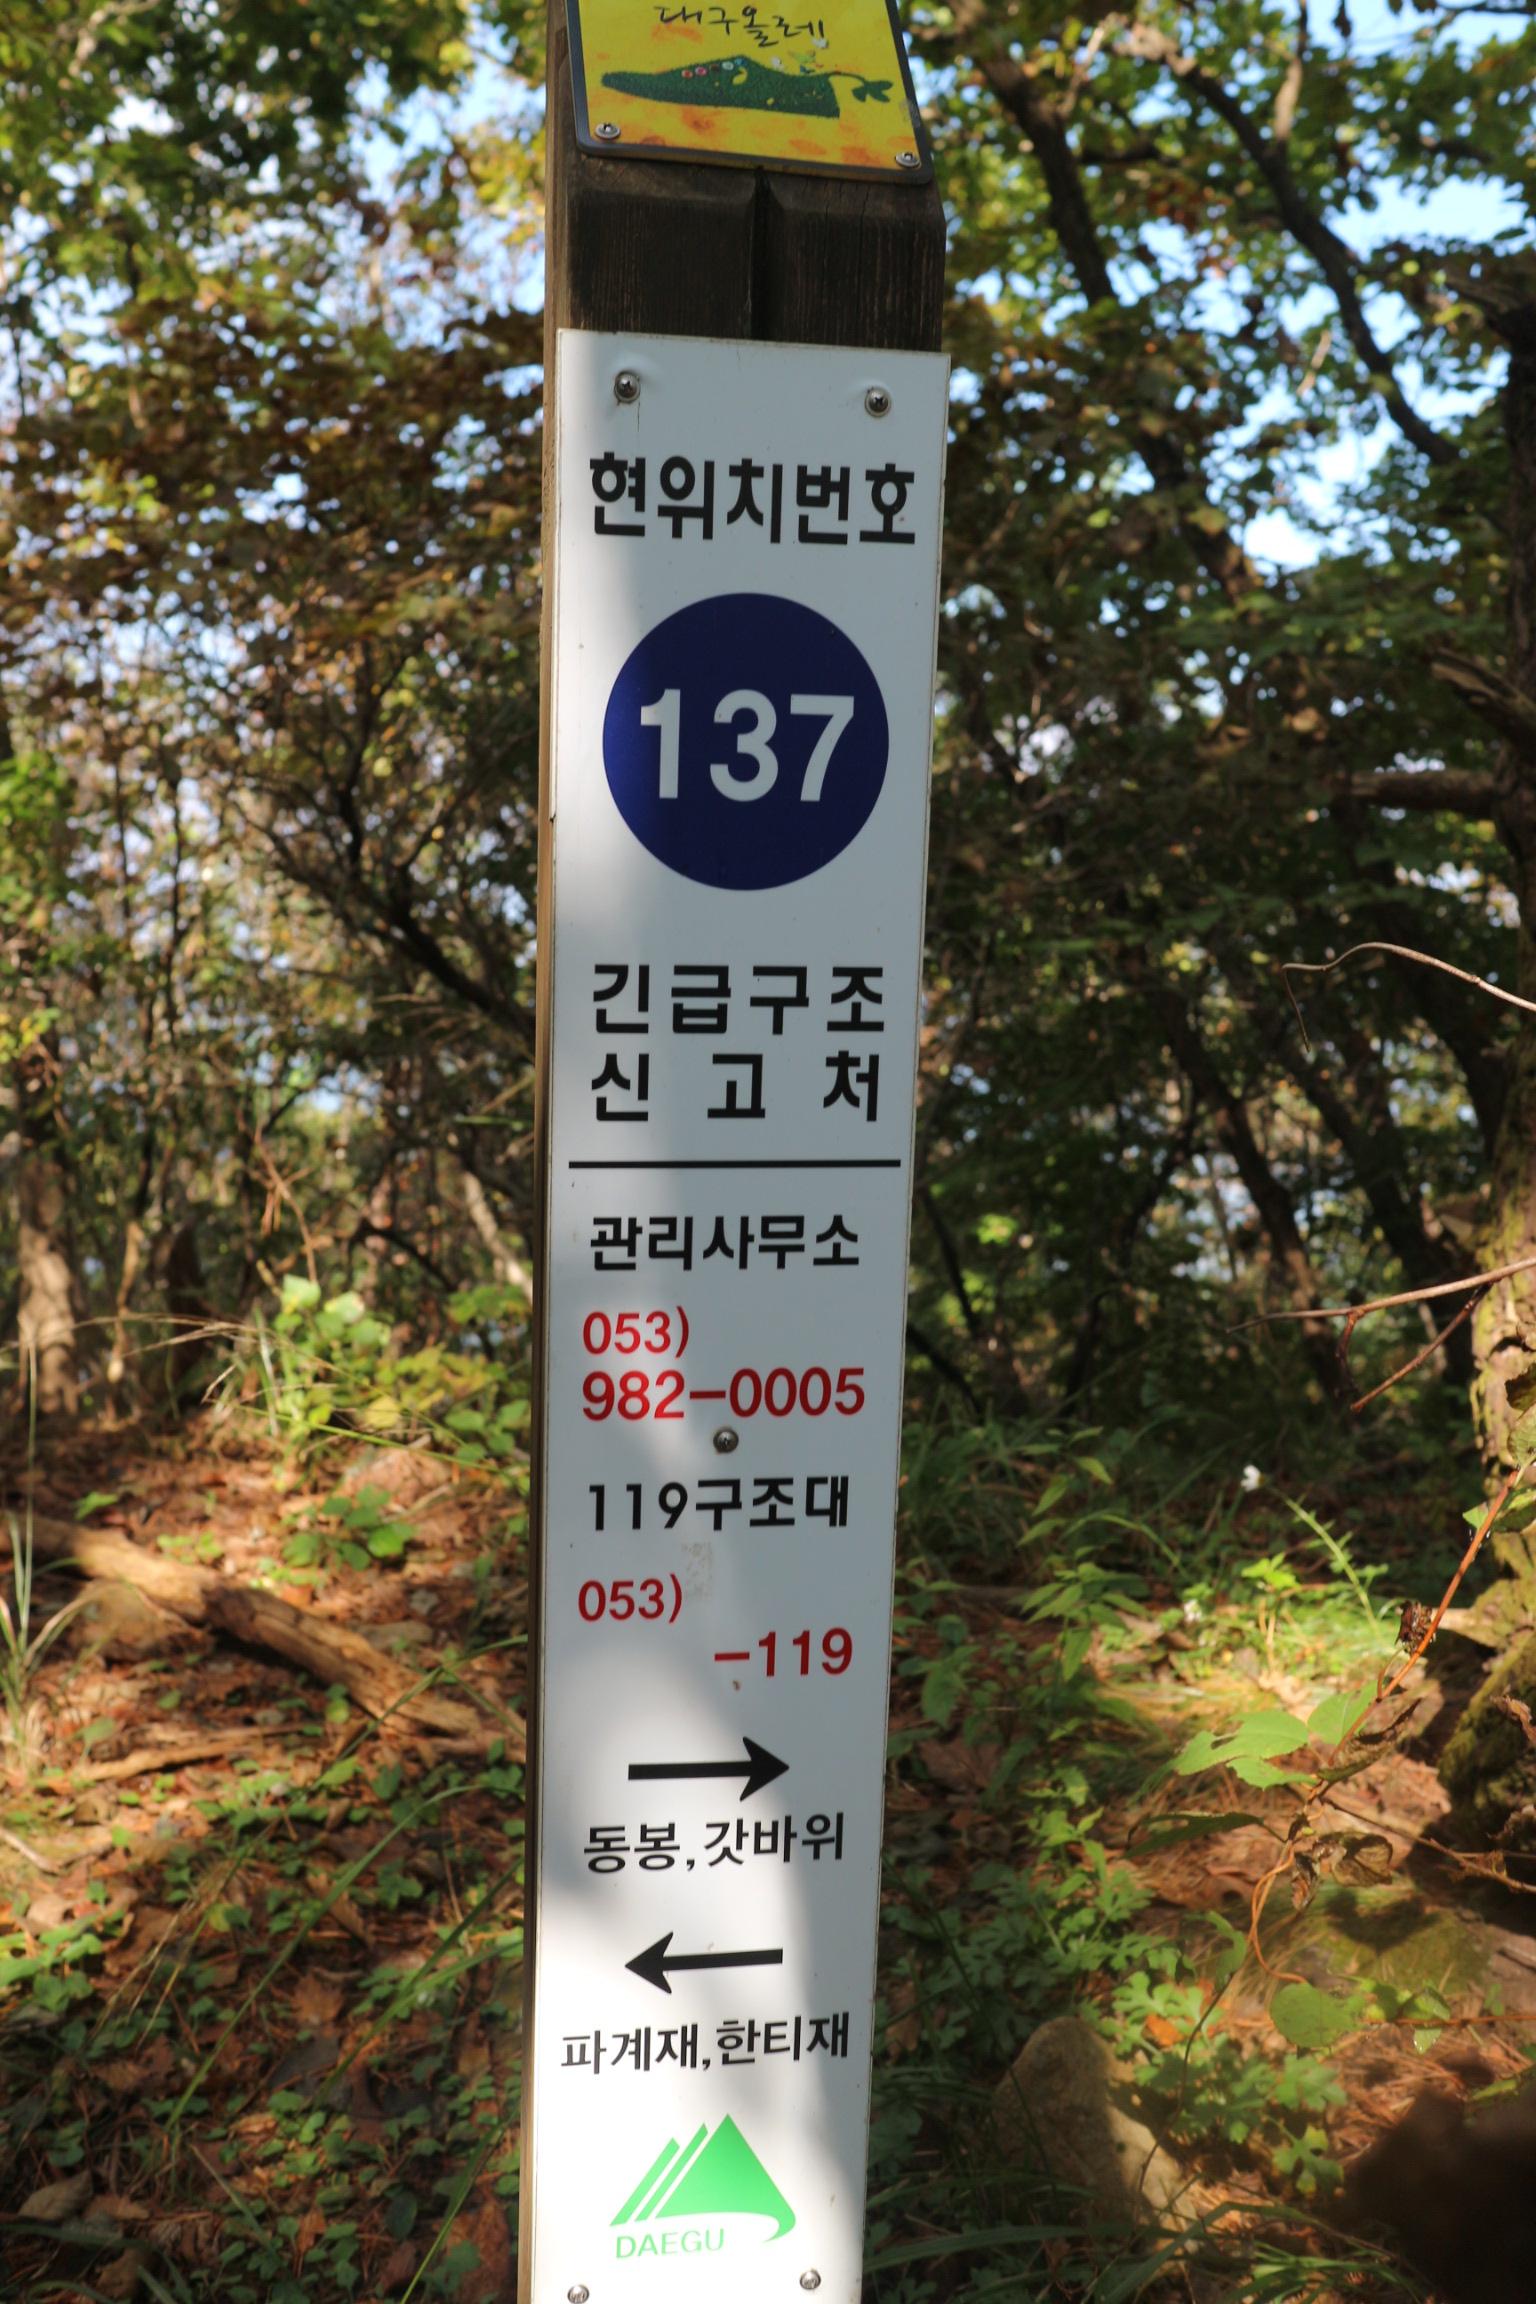 대구올레
현위치번호
137
긴급구조
신고처
관리사무소
053)
982-0005
119구조대
053)
-119
동봉,갓바위
파계재,한티재
DAEGU